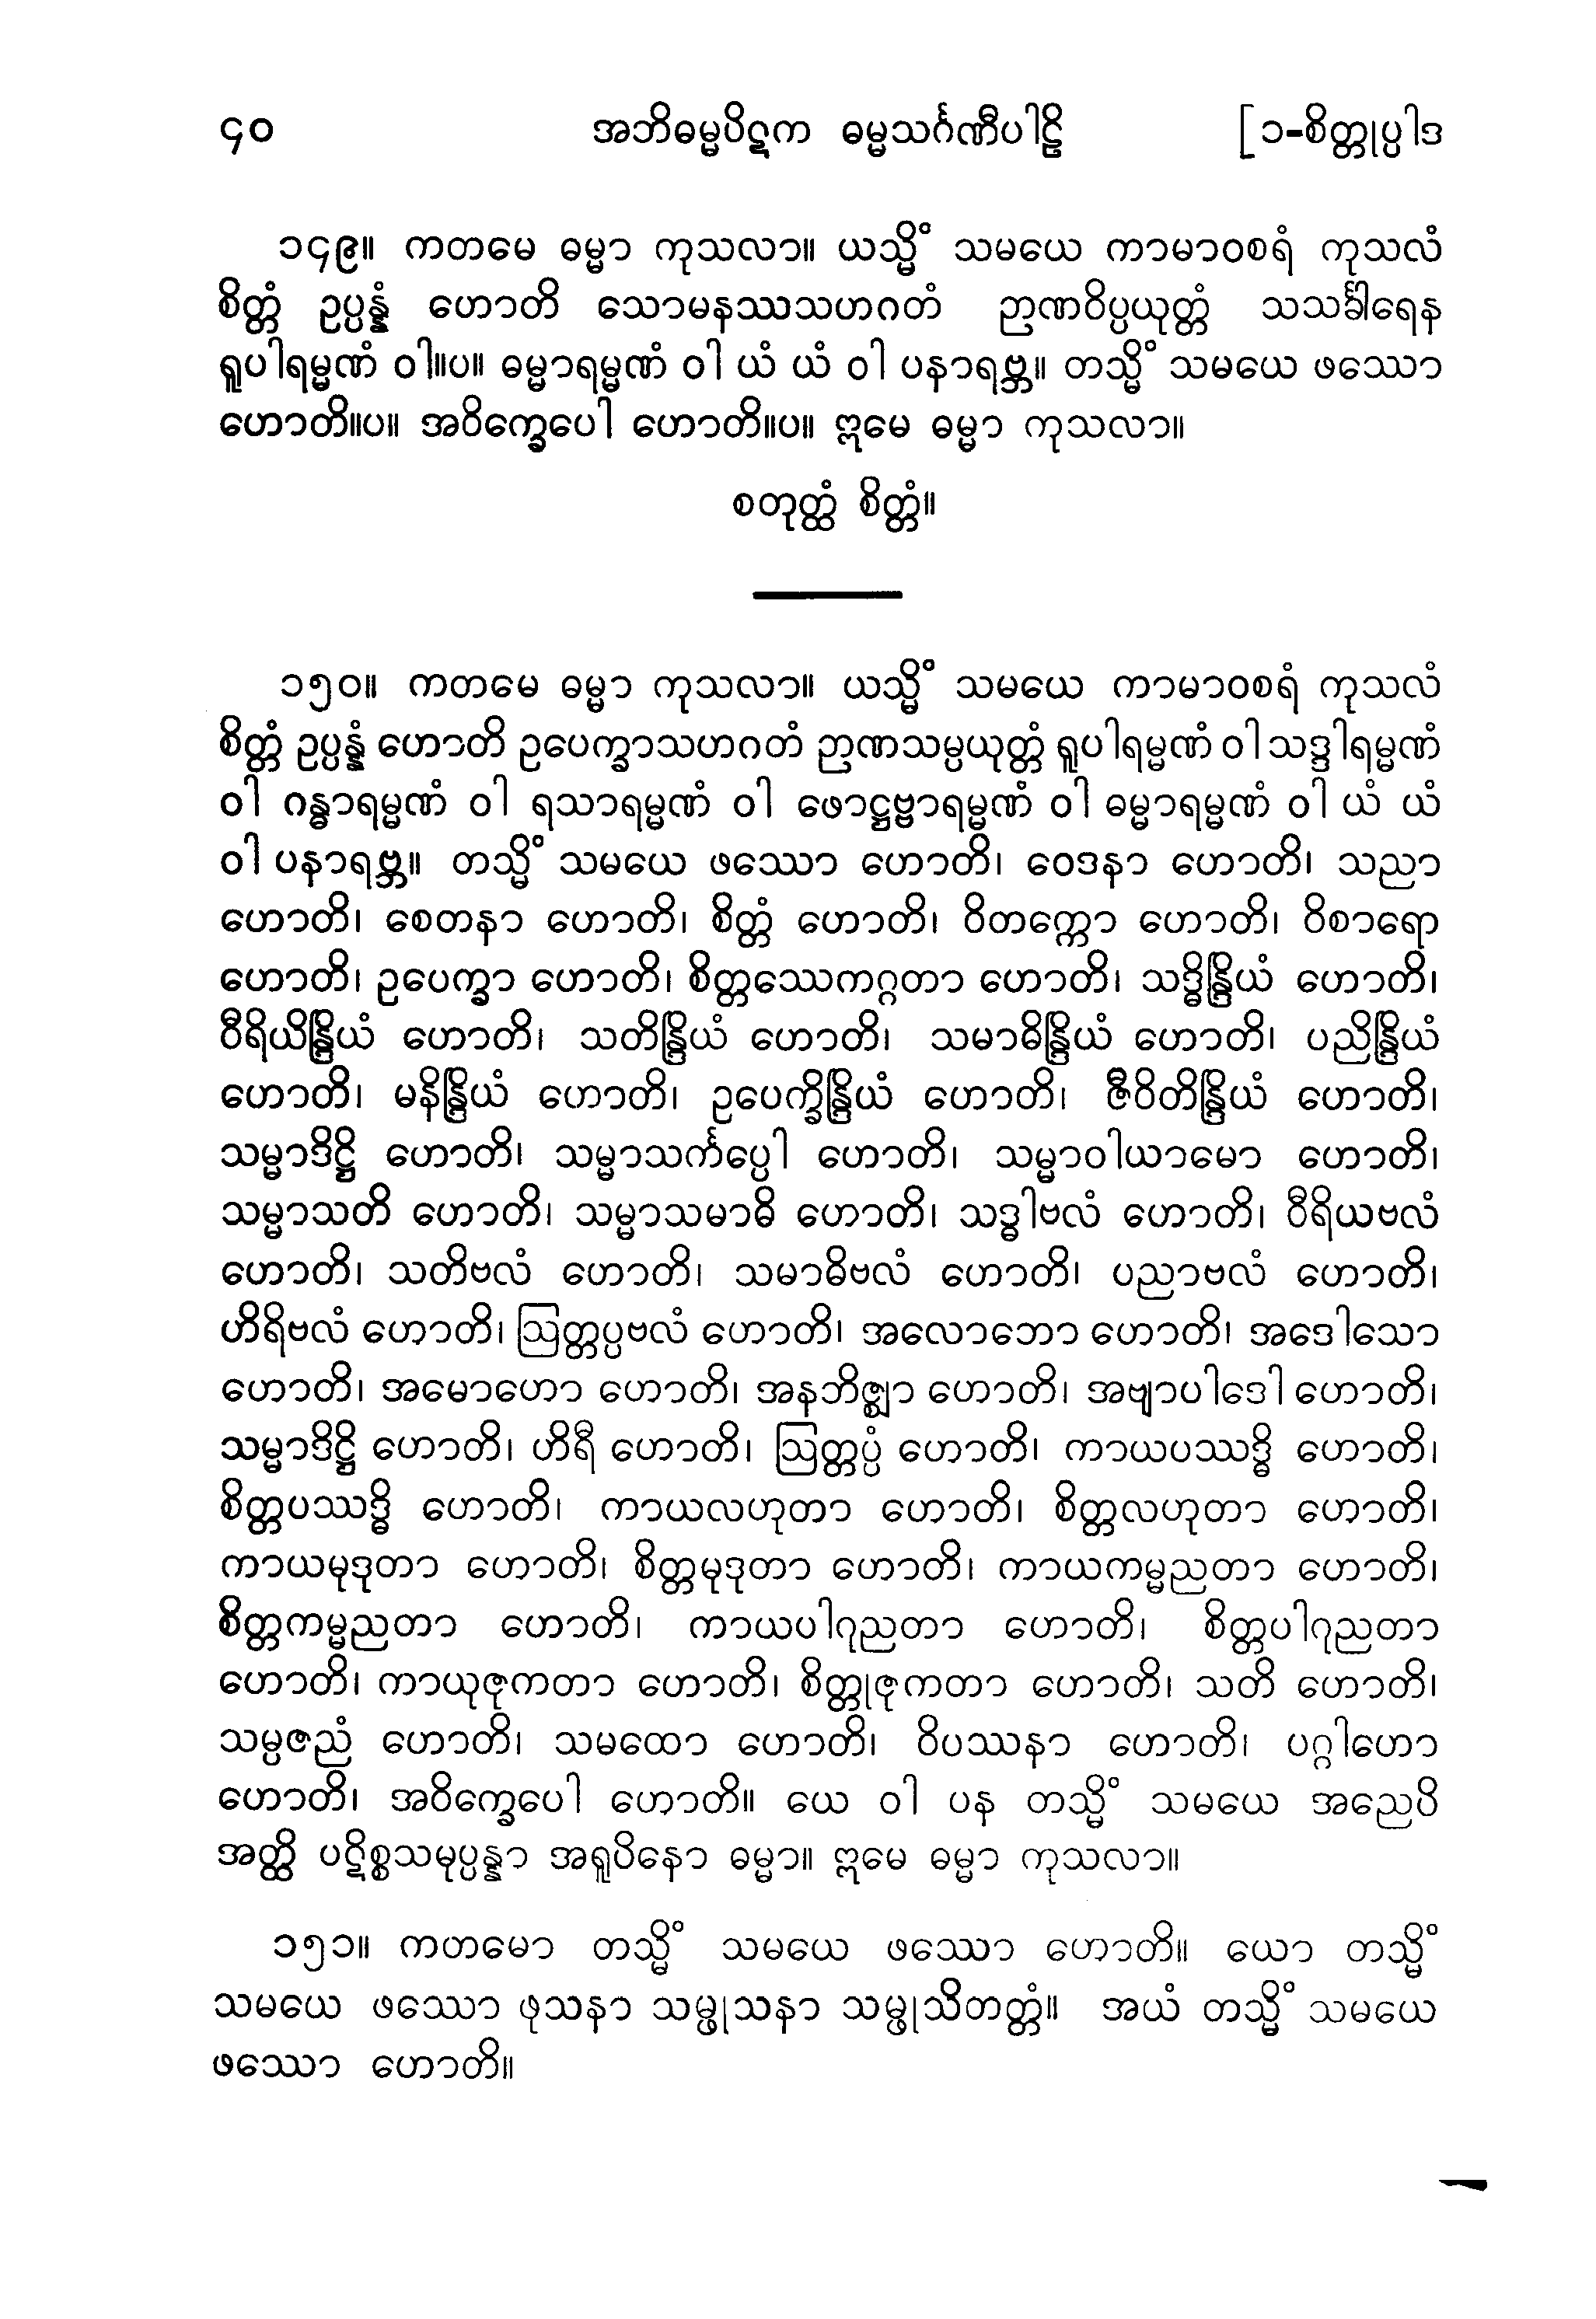 ၄၀ အဘိဓမ္မပိဋက ဓမ္မသင်္ဂဏီပါဠိ [၁-စိတ္တုပ္ပါဒ
၁၄၉။ ကတမေ ဓမ္မာ ကုသလာ။ ယသ္မိံ သမယေ ကာမာဝစရံ ကုသလံ
စိတ္တံ ဥပ္ပန္နံ ဟောတိ သောမနဿသဟဂတံ ဉာဏဝိပ္ပယုတ္တံ သသင်္ခါရေန
ရူပါရမ္မဏံ ဝါ။ပ။ ဓမ္မာရမ္မဏံ ဝါ ယံ ယံ ဝါ ပနာရဗ္ဘ။ တသ္မိံ သမယေ ဖဿော
ဟောတိ။ပ။ အဝိက္ခေပေါ ဟောတိ။ပ။ ဣမေ ဓမ္မာ ကုသလာ။
စတုတ္ထံ စိတ္တံ။
၁၅၀။ ကတမေ ဓမ္မာ ကုသလာ။ ယသ္မိံ သမယေ ကာမာဝစရံ ကုသလံ
စိတ္တံ ဥပ္ပန္နံ ဟောတိ ဥပေက္ခာသဟဂတံ ဉာဏသမ္ပယုတ္တံ ရူပါရမ္မဏံ ဝါ သဒ္ဒါရမ္မဏံ
ဝါ ဂန္ဓာရမ္မဏံ ဝါ ရသာရမ္မဏံ ဝါ ဖောဋ္ဌဗ္ဗာရမ္မဏံ ဝါ ဓမ္မာရမ္မဏံ ဝါ ယံ ယံ
ဝါ ပနာရဗ္ဘ။ တသ္မိံ သမယေ ဖဿော ဟောတိ၊ ဝေဒနာ ဟောတိ၊ သညာ
ဟောတိ၊ စေတနာ ဟောတိ၊ စိတ္တံ ဟောတိ၊ ဝိတက္ကော ဟောတိ၊ ဝိစာရော
ဟောတိ၊ ဥပေက္ခာ ဟောတိ၊ စိတ္တဿေကဂ္ဂတာ ဟောတိ၊ သဒ္ဓိန္ဒြိယံ ဟောတိ၊
ဝီရိယိန္ဒြိယံ ဟောတိ၊ သတိန္ဒြိယံ ဟောတိ၊ သမာဓိန္ဒြိယံ ဟောတိ၊ ပညိန္ဒြိယံ
ဟောတိ၊ မနိန္ဒြိယံ ဟောတိ၊ ဥပေက္ခိန္ဒြိယံ ဟောတိ၊ ဇီဝိတိန္ဒြိယံ ဟောတိ၊
သမ္မာဒိဋ္ဌိ ဟောတိ၊ သမ္မာသင်္ကပ္ပေါ ဟောတိ၊ သမ္မာဝါယာမော ဟောတိ၊
သမ္မာသတိ ဟောတိ၊ သမ္မာသမာဓိ ဟောတိ၊ သဒ္ဓါဗလံ ဟောတိ၊ ဝီရိယဗလံ
ဟောတိ၊ သတိဗလံ ဟောတိ၊ သမာဓိဗလံ ဟောတိ၊ ပညာဗလံ ဟောတိ၊
ဟိရိဗလံ ဟောတိ၊ ဩတ္တပ္ပဗလံ ဟောတိ၊ အလောဘော ဟောတိ၊ အဒေါသော
ဟောတိ၊ အမောဟော ဟောတိ၊ အနဘိဇ္ဈာ ဟောတိ၊ အဗျာပါဒေါ ဟောတိ၊
သမ္မာဒိဋ္ဌိ ဟောတိ၊ ဟိရီ ဟောတိ၊ ဩတ္တပ္ပံ ဟောတိ၊ ကာယပဿဒ္ဓိ ဟောတိ၊
စိတ္တပဿဒ္ဓိ ဟောတိ၊ ကာယလဟုတာ ဟောတိ၊ စိတ္တလဟုတာ ဟောတိ၊
ကာယမုဒုတာ ဟောတိ၊ စိတ္တမုဒုတာ ဟောတိ၊ ကာယကမ္မညတာ ဟောတိ၊
စိတ္တကမ္မညတာ ဟောတိ၊ ကာယပါဂုညတာ ဟောတိ၊ စိတ္တပါဂုညတာ
ဟောတိ၊ ကာယုဇုကတာ ဟောတိ၊ စိတ္တုဇုကတာ ဟောတိ၊ သတိ ဟောတိ၊
သမ္ပဇညံ ဟောတိ၊ သမထော ဟောတိ၊ ဝိပဿနာ ဟောတိ၊ ပဂ္ဂါဟော
ဟောတိ၊ အဝိက္ခေပေါ ဟောတိ။ ယေ ဝါ ပန တသ္မိံ သမယေ အညေပိ
အတ္ထိ ပဋိစ္စသမုပ္ပန္နာ အရူပိနော ဓမ္မာ။ ဣမေ ဓမ္မာ ကုသလာ။
၁၅၁။ ကတမော တသ္မိံ သမယေ ဖဿော ဟောတိ။ ယော တသ္မိံ
သမယေ ဖဿော ဖုသနာ သမ္ဖုသနာ သမ္ဖုသိတတ္တံ။ အယံ တသ္မိံ သမယေ
ဖဿော ဟောတိ။